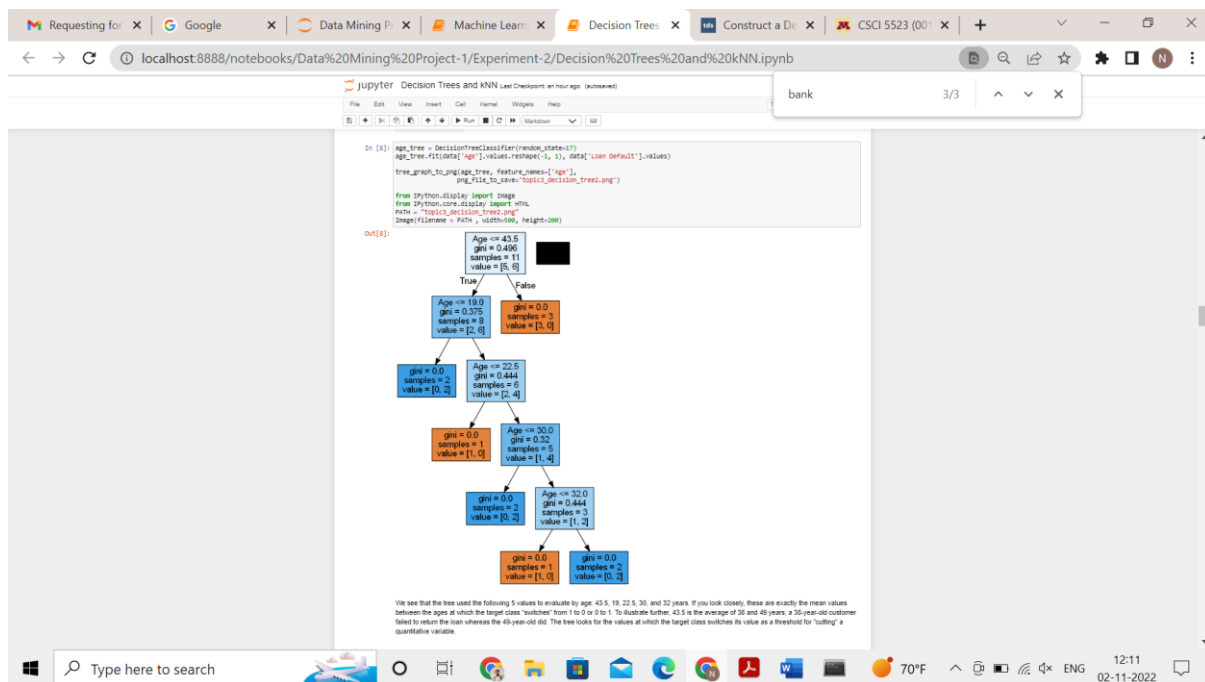 Requesting for
Google
Data Mining Pr
Machine Learn
Decision Trees
tds
Construct a De
CSCI 5523 (001
localhost:8888/notebooks/Data%20Mining%20Project-1/Experiment-2/Decision%20Trees%20and%20kNN.ipynb
N
bank
3/3
jupyter Decision Trees and kNN Last Checkpoint: an hour ago (autosaved)
File Edit View Insert Cell Kernel Widgets Help
Run Markdown
In [8]: age_tree = DecisionTreeClassifier(random_state=17)
age_tree.fit(data['Age'].values.reshape(-1, 1), data['Loan Default'].values)
tree_graph_to_png(age_tree, feature_names=['Age'],
png_file_to_save='topic3_decision_tree2.png')
from IPython.display import Image
from IPython.core.display import HTML
PATH = "topic3_decision_tree2.png"
Image(filename = PATH , width=500, height=200)
Out[8]:
Age <= 43.5
gini = 0.496
samples = 11
value = [5, 6]
True
False
Age <= 19.0
gini = 0.375
samples = 8
value = [2, 6]
gini = 0.0
samples = 3
value = [3, 0]
gini = 0.0
samples = 2
value = [0, 2]
Age <= 22.5
gini = 0.444
samples = 6
value = [2, 4]
gini = 0.0
samples = 1
value = [1, 0]
Age <= 30.0
gini = 0.32
samples = 5
value = [1, 4]
gini = 0.0
samples = 2
value = [0, 2]
Age <= 32.0
gini = 0.444
samples = 3
value = [1, 2]
gini = 0.0
samples = 1
value = [1, 0]
gini = 0.0
samples = 2
value = [0, 2]
We see that the tree used the following 5 values to evaluate by age: 43.5, 19, 22.5, 30, and 32 years. If you look closely, these are exactly the mean values
between the ages at which the target class "switches" from 1 to 0 or 0 to 1. To illustrate further, 43.5 is the average of 38 and 49 years; a 38-year-old customer
failed to return the loan whereas the 49-year-old did. The tree looks for the values at which the target class switches its value as a threshold for "cutting" a
quantitative variable.
Type here to search
70°F
ENG
12:11
02-11-2022